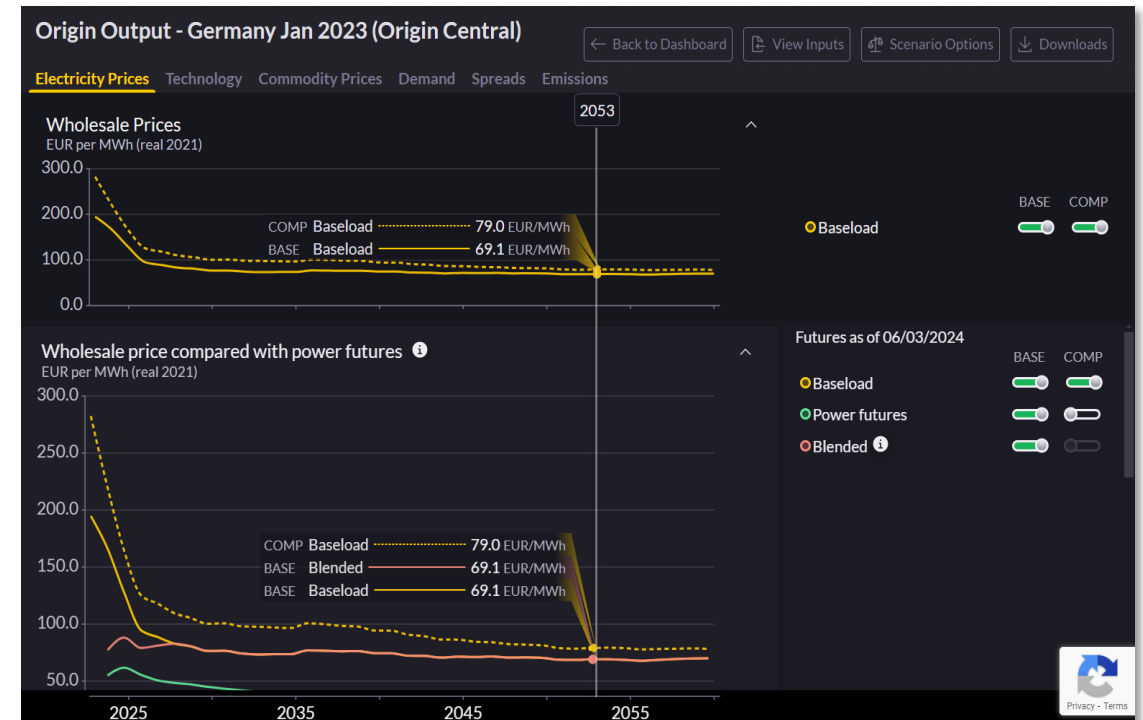 Origin Output - Germany Jan 2023 (Origin Central)
Back to Dashboard
View Inputs
Scenario Options
Downloads
Electricity Prices Technology Commodity Prices Demand Spreads Emissions
2053
Wholesale Prices
EUR per MWh (real 2021)
300.0
200.0
100.0
0.0
COMP Baseload 79.0 EUR/MWh
BASE Baseload 69.1 EUR/MWh
BASE COMP
Baseload
Wholesale price compared with power futures i
EUR per MWh (real 2021)
300.0
250.0
200.0
150.0
100.0
50.0
COMP Baseload 79.0 EUR/MWh
BASE Blended 69.1 EUR/MWh
BASE Baseload 69.1 EUR/MWh
2025 2035 2045 2055
Futures as of 06/03/2024
BASE COMP
Baseload
Power futures
Blended i
Privacy - Terms